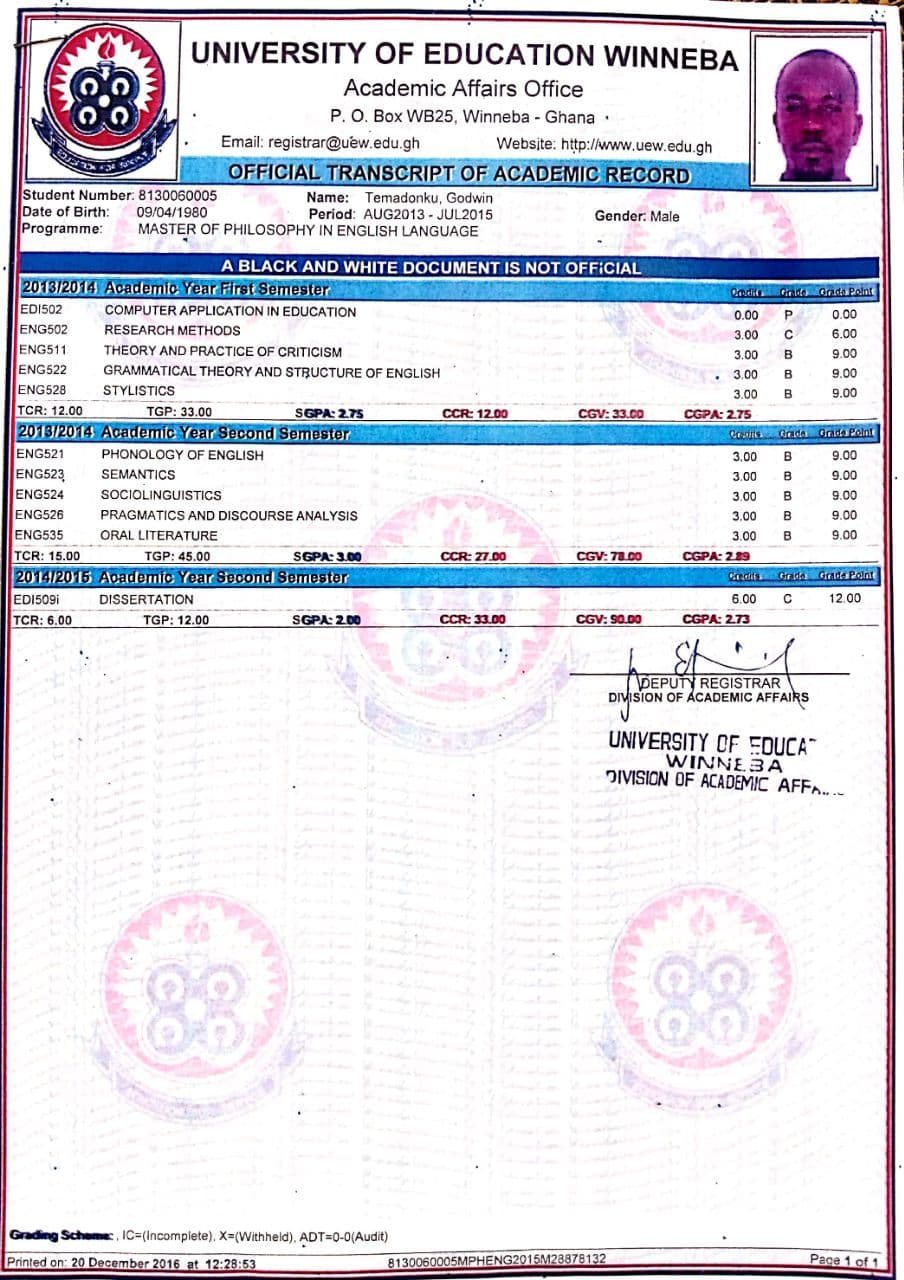 UNIVERSITY OF EDUCATION WINNEBA
Academic Affairs Office
P. O. Box WB25, Winneba - Ghana
Email: registrar@uew.edu.gh Website: http://www.uew.edu.gh
OFFICIAL TRANSCRIPT OF ACADEMIC RECORD
Student Number: 8130060005 Name: Temadonku, Godwin
Date of Birth: 09/04/1980 Period: AUG2013 - JUL2015 Gender: Male
Programme: MASTER OF PHILOSOPHY IN ENGLISH LANGUAGE
A BLACK AND WHITE DOCUMENT IS NOT OFFICIAL
2013/2014 Academic Year First Semester Credits Grade Grade Point
EDI502 COMPUTER APPLICATION IN EDUCATION 0.00 P 0.00
ENG502 RESEARCH METHODS 3.00 C 6.00
ENG511 THEORY AND PRACTICE OF CRITICISM 3.00 B 9.00
ENG522 GRAMMATICAL THEORY AND STRUCTURE OF ENGLISH 3.00 B 9.00
ENG528 STYLISTICS 3.00 B 9.00
TCR: 12.00 TGP: 33.00 SGPA: 2.75 CCR: 12.00 CGV: 33.00 CGPA: 2.75
2013/2014 Academic Year Second Semester Credits Grade Grade Point
ENG521 PHONOLOGY OF ENGLISH 3.00 B 9.00
ENG523 SEMANTICS 3.00 B 9.00
ENG524 SOCIOLINGUISTICS 3.00 B 9.00
ENG526 PRAGMATICS AND DISCOURSE ANALYSIS 3.00 B 9.00
ENG535 ORAL LITERATURE 3.00 B 9.00
TCR: 15.00 TGP: 45.00 SGPA: 3.00 CCR: 27.00 CGV: 78.00 CGPA: 2.89
2014/2015 Academic Year Second Semester Credits Grade Grade Point
EDI509i DISSERTATION 6.00 C 12.00
TCR: 6.00 TGP: 12.00 SGPA: 2.00 CCR: 33.00 CGV: 90.00 CGPA: 2.73
DEPUTY REGISTRAR
DIVISION OF ACADEMIC AFFAIRS
UNIVERSITY OF EDUCAT
WINNEBA
DIVISION OF ACADEMIC AFFA
Grading Scheme: , IC=(Incomplete), X=(Withheld), ADT=0-0(Audit)
Printed on: 20 December 2016 at 12:28:53 8130060005MPHENG2015M28878132 Page 1 of 1